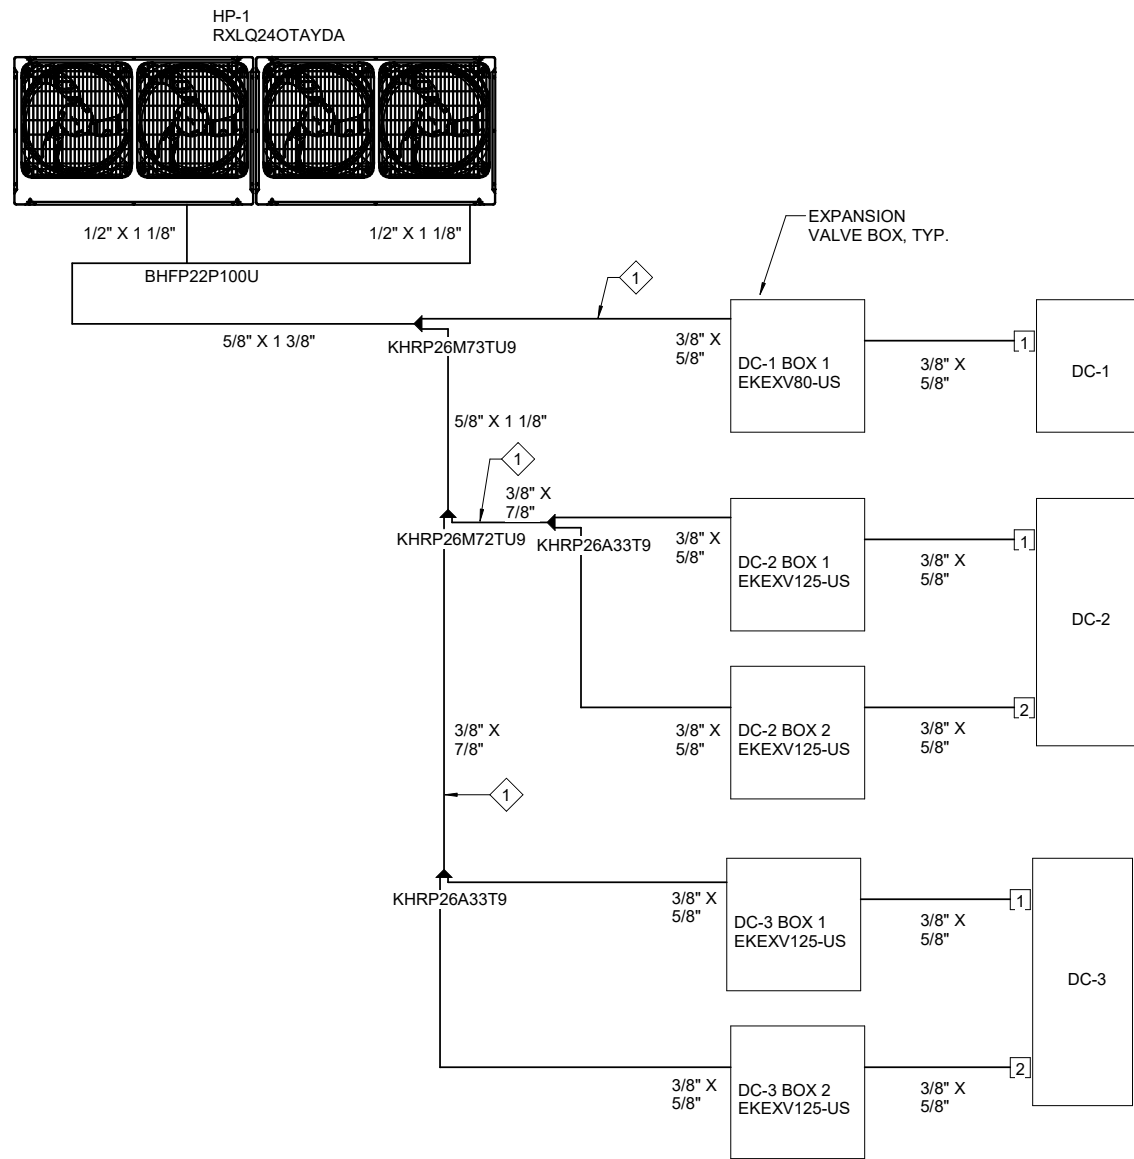 HP-1
RXLQ24OTAYDA
1/2" X 1 1/8"
1/2" X 1 1/8"
BHFP22P100U
EXPANSION
VALVE BOX, TYP.
1
5/8" X 1 3/8"
KHRP26M73TU9
3/8" X
5/8"
DC-1 BOX 1
EKEXV80-US
3/8" X
5/8"
1
DC-1
5/8" X 1 1/8"
1
3/8" X
7/8"
KHRP26M72TU9
KHRP26A33T9
3/8" X
5/8"
DC-2 BOX 1
EKEXV125-US
3/8" X
5/8"
1
DC-2
3/8" X
7/8"
3/8" X
5/8"
DC-2 BOX 2
EKEXV125-US
3/8" X
5/8"
2
1
KHRP26A33T9
3/8" X
5/8"
DC-3 BOX 1
EKEXV125-US
3/8" X
5/8"
1
DC-3
3/8" X
5/8"
DC-3 BOX 2
EKEXV125-US
3/8" X
5/8"
2